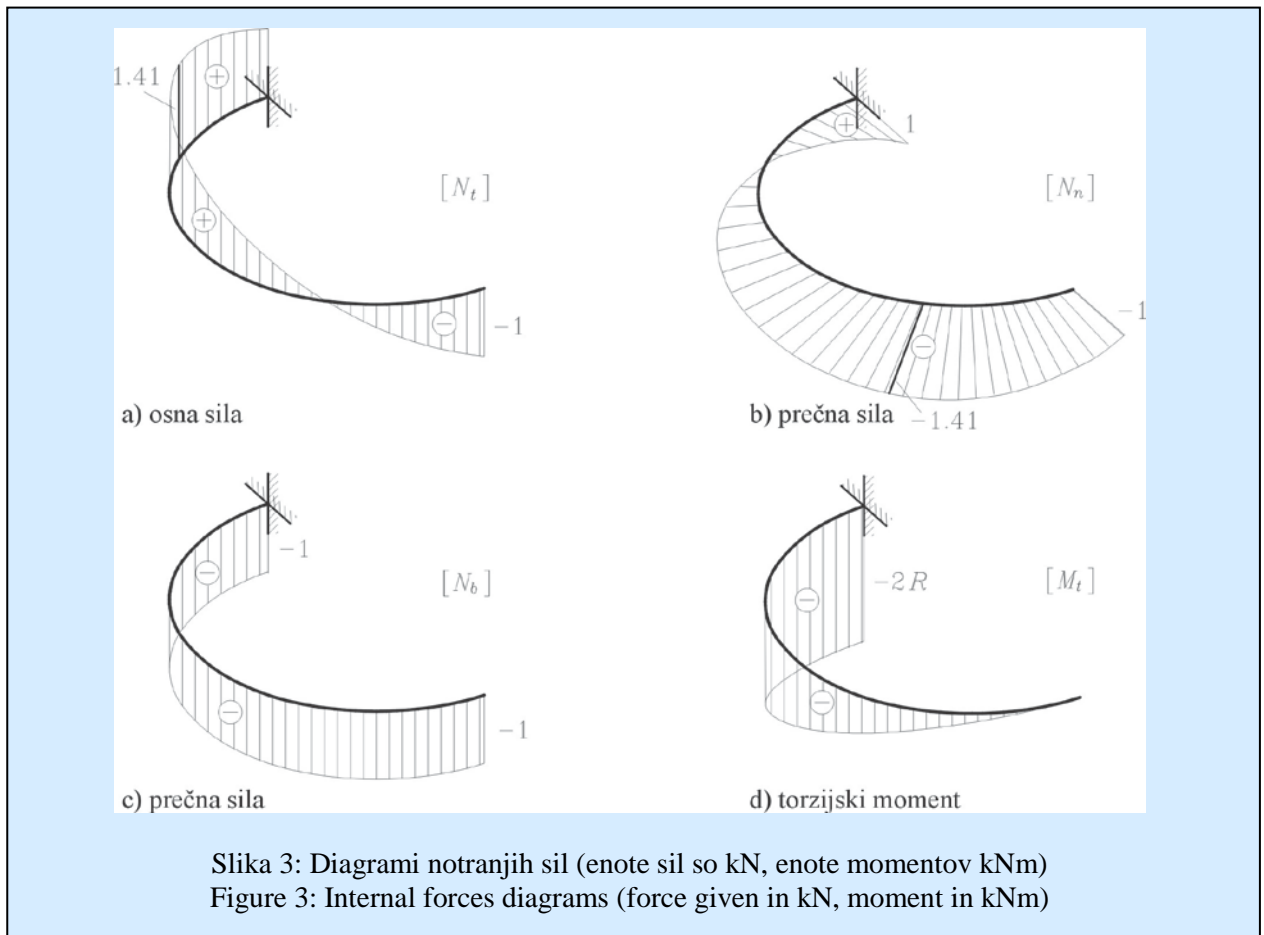 1.41
[N_t]
-1
a) osna sila
1
[N_n]
-1
-1.41
b) prečna sila
-1
[N_b]
-1
c) prečna sila
-2R
[M_t]
d) torzijski moment
Slika 3: Diagrami notranjih sil (enote sil so kN, enote momentov kNm)
Figure 3: Internal forces diagrams (force given in kN, moment in kNm)